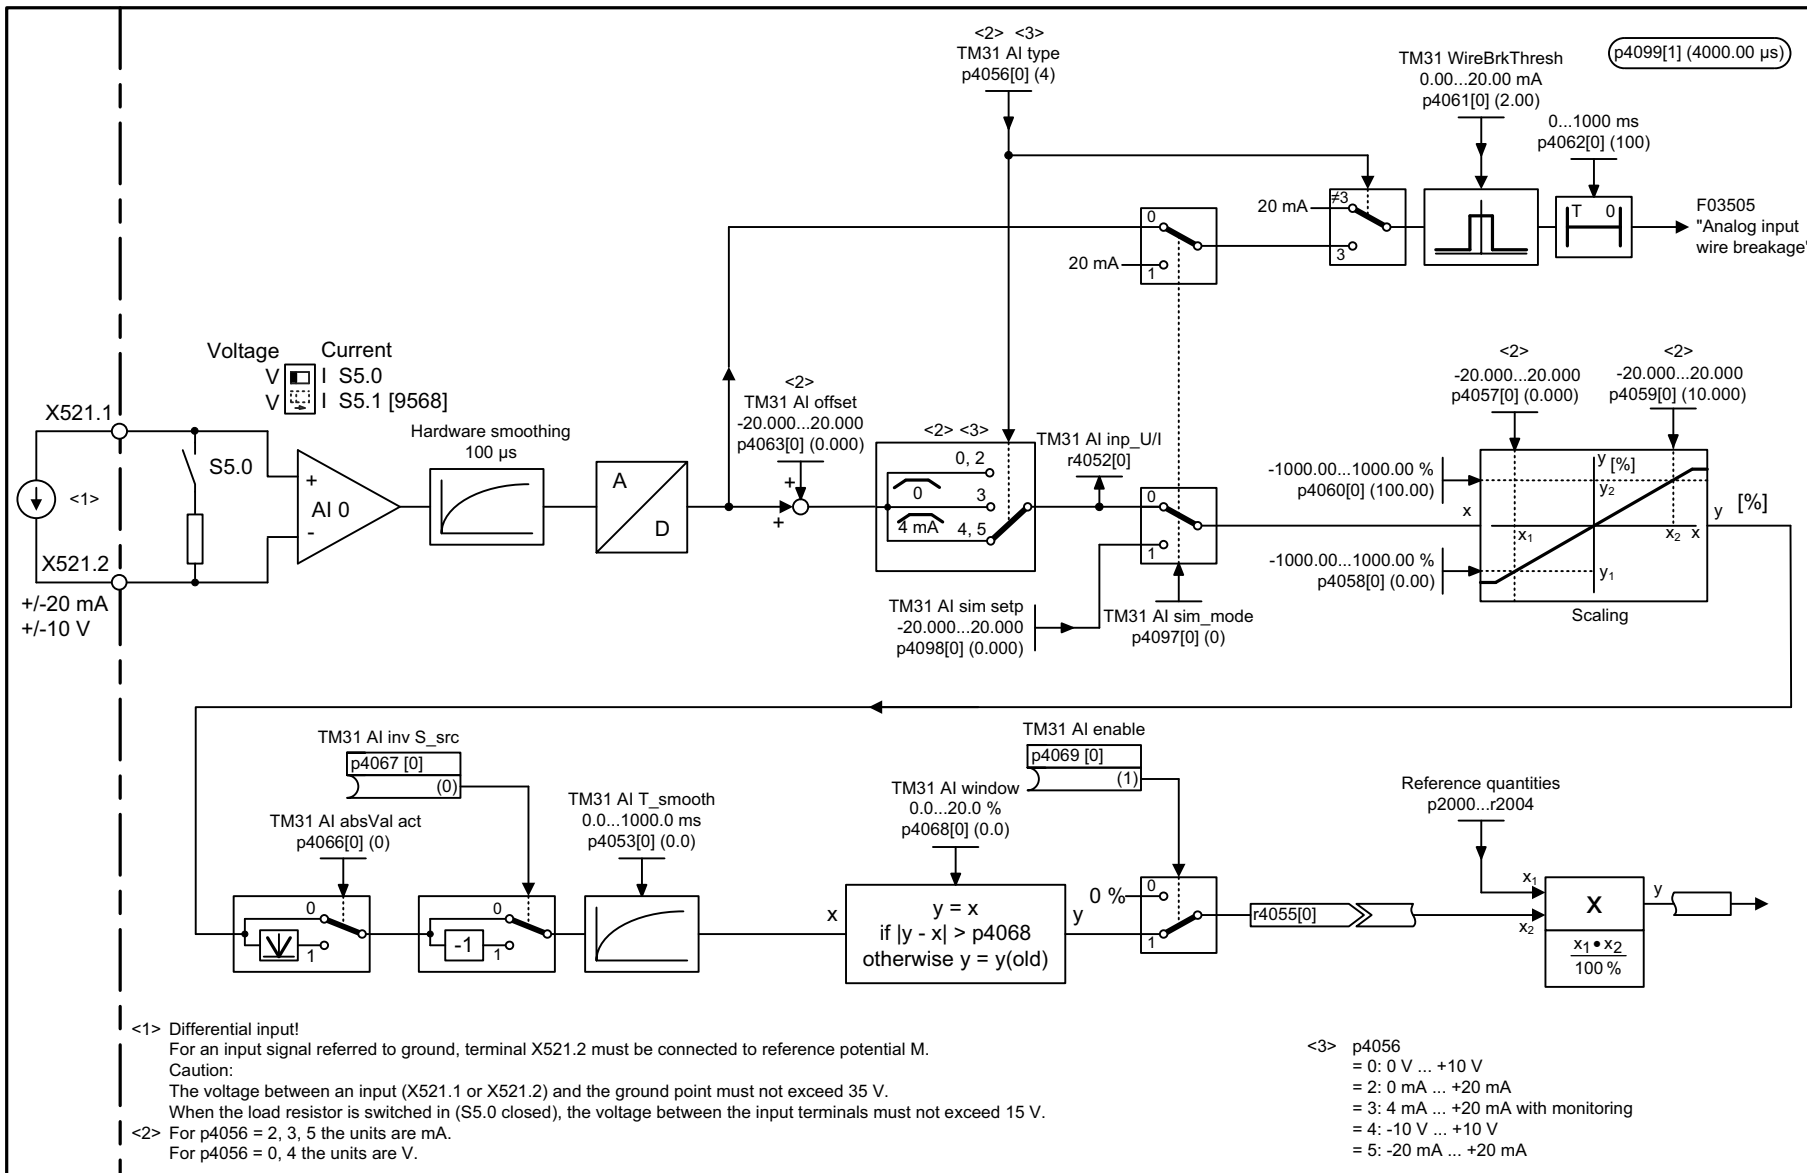 <2> <3>
TM31 AI type
p4056[0] (4)
p4099[1] (4000.00 µs)
TM31 WireBrkThresh
0.00...20.00 mA
p4061[0] (2.00)
0...1000 ms
p4062[0] (100)
20 mA
≠3
3
T 0
F03505
"Analog input
wire breakage"
0
20 mA
1
Voltage Current
V I S5.0
V I S5.1 [9568]
X521.1
S5.0
<1>
X521.2
+/-20 mA
+/-10 V
+
AI 0
-
Hardware smoothing
100 µs
A
D
<2>
TM31 AI offset
-20.000...20.000
p4063[0] (0.000)
+
+
<2> <3>
0, 2
0
3
4 mA
4, 5
TM31 AI inp_U/I
r4052[0]
0
1
TM31 AI sim setp
-20.000...20.000
p4098[0] (0.000)
TM31 AI sim_mode
p4097[0] (0)
<2>
-20.000...20.000
p4057[0] (0.000)
<2>
-20.000...20.000
p4059[0] (10.000)
-1000.00...1000.00 %
p4060[0] (100.00)
x
-1000.00...1000.00 %
p4058[0] (0.00)
y [%]
y2
x1
x2 x
y1
y [%]
Scaling
TM31 AI inv S_src
p4067 [0]
(0)
TM31 AI absVal act
p4066[0] (0)
0
1
0
-1
1
TM31 AI T_smooth
0.0...1000.0 ms
p4053[0] (0.0)
TM31 AI window
0.0...20.0 %
p4068[0] (0.0)
x
y = x
if |y - x| > p4068
otherwise y = y(old)
y
TM31 AI enable
p4069 [0]
(1)
0 %
0
1
r4055[0]
Reference quantities
p2000...r2004
x1
x2
X
x1 • x2
100 %
y
<1> Differential input!
For an input signal referred to ground, terminal X521.2 must be connected to reference potential M.
Caution:
The voltage between an input (X521.1 or X521.2) and the ground point must not exceed 35 V.
When the load resistor is switched in (S5.0 closed), the voltage between the input terminals must not exceed 15 V.
<2> For p4056 = 2, 3, 5 the units are mA.
For p4056 = 0, 4 the units are V.
<3> p4056
= 0: 0 V ... +10 V
= 2: 0 mA ... +20 mA
= 3: 4 mA ... +20 mA with monitoring
= 4: -10 V ... +10 V
= 5: -20 mA ... +20 mA